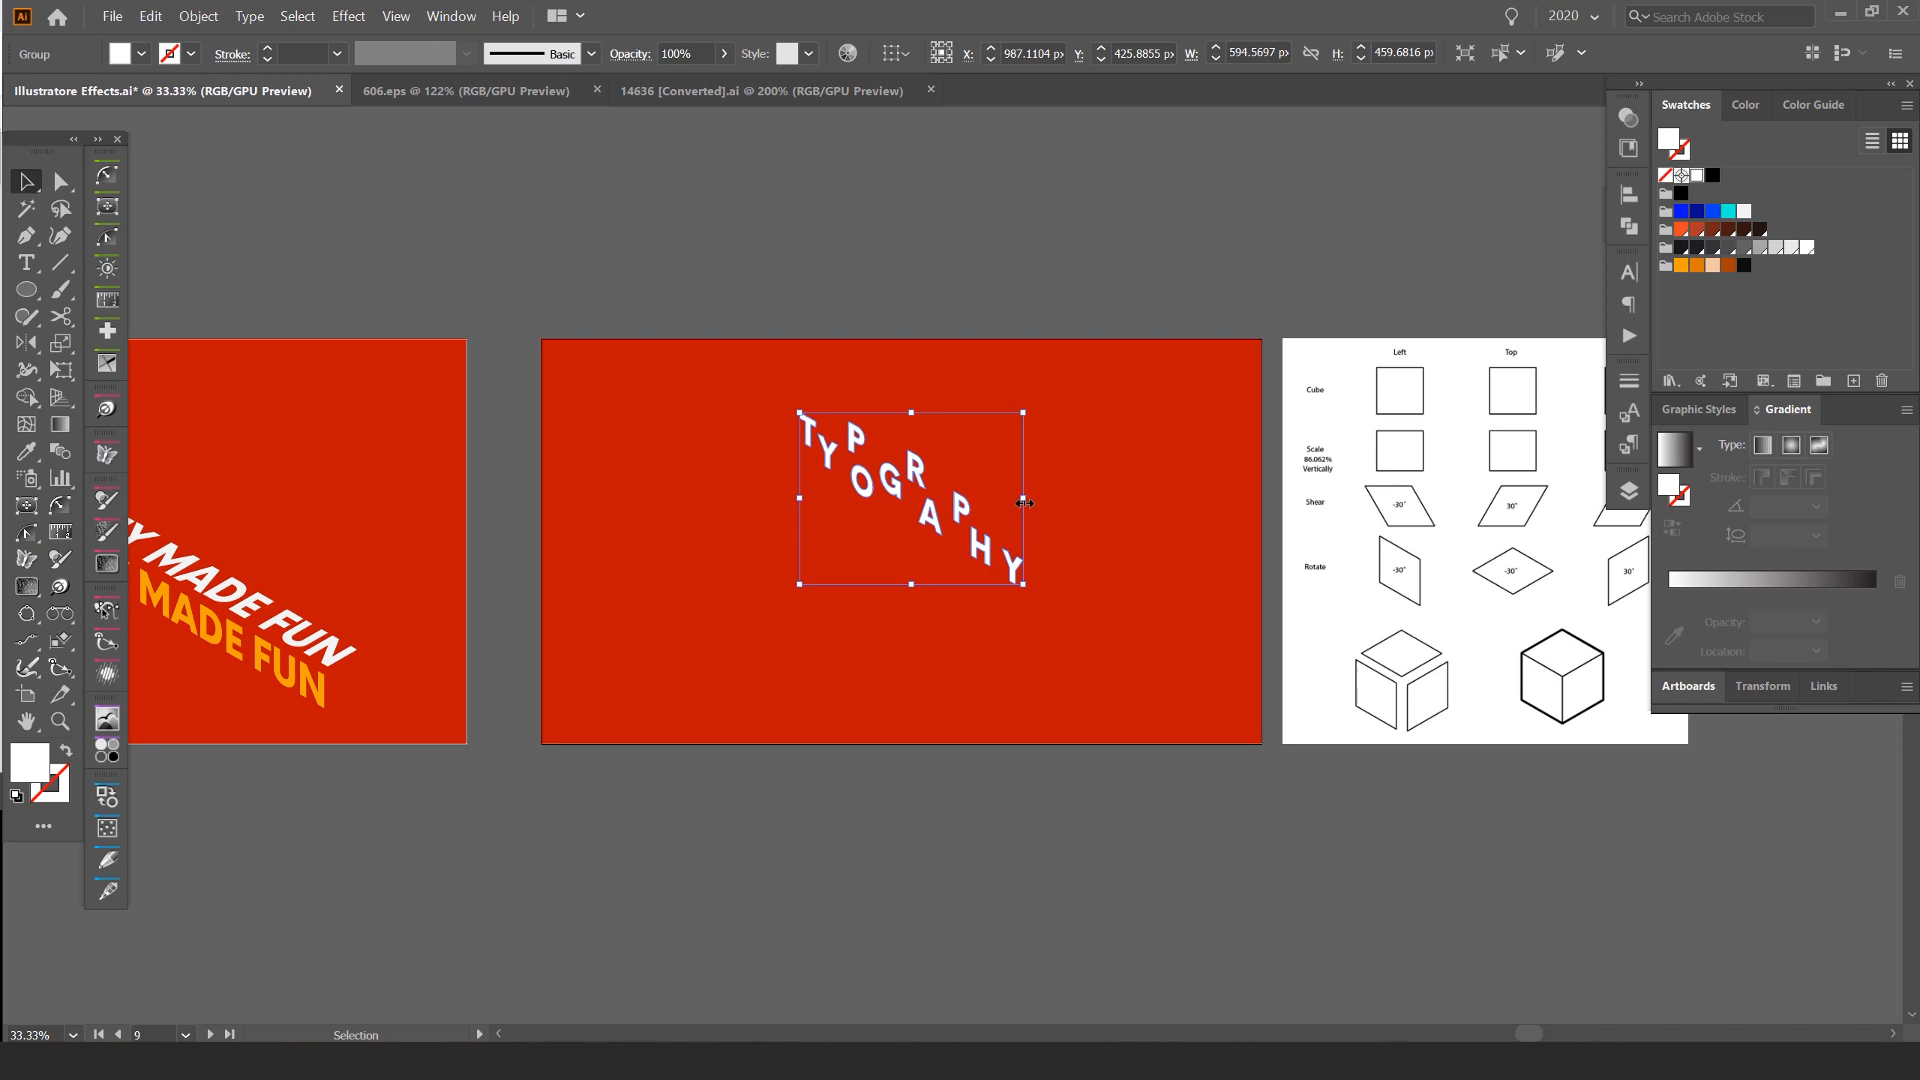 Ai File Edit Object Type Select Effect View Window Help 2020 Search Adobe Stock
Group Stroke: Basic Opacity: 100% Style: X: 987.1104 px Y: 425.8855 px W: 594.5697 px H: 459.6816 px
Illustratore Effects.ai* @ 33.33% (RGB/GPU Preview) 606.eps @ 122% (RGB/GPU Preview) 14636 [Converted].ai @ 200% (RGB/GPU Preview)
Swatches Color Color Guide
Left Top
Cube
Scale
86.062%
Vertically
Shear -30° 30°
Rotate -30° -30° 30°
TYPOGRAPHY
Y MADE FUN
MADE FUN
Graphic Styles Gradient
Type:
Stroke:
Opacity:
Location:
Artboards Transform Links
33.33% 9 Selection